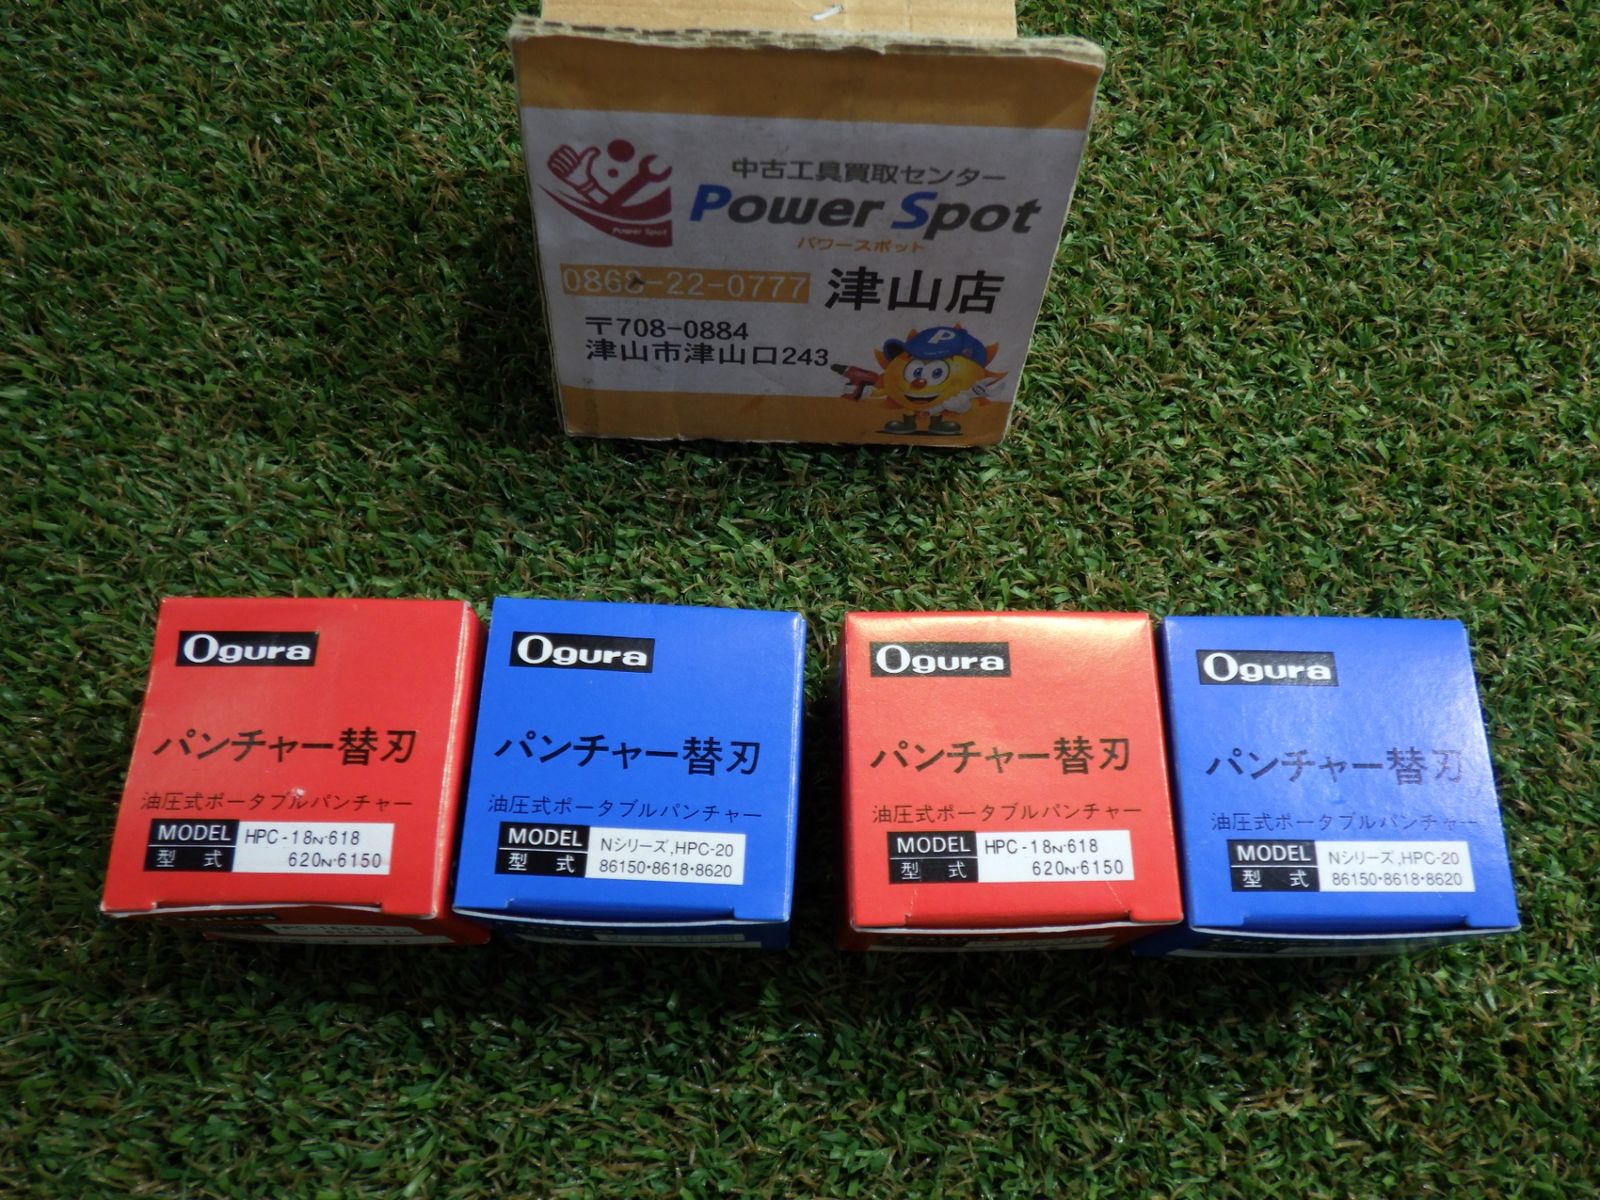 中古工具買取センター
Power Spot
Power Spot
パワースポット
0868-22-0777 津山店
〒708-0884
津山市津山口243
P
Ogura
パンチャー替刃
油圧式ポータブルパンチャー
MODEL 型式
HPC-18N・618
620N・6150
Ogura
パンチャー替刃
油圧式ポータブルパンチャー
MODEL 型式
Nシリーズ,HPC-20
86150・8618・8620
Ogura
パンチャー替刃
油圧式ポータブルパンチャー
MODEL 型式
HPC-18N・618
620N・6150
Ogura
パンチャー替刃
油圧式ポータブルパンチャー
MODEL 型式
Nシリーズ,HPC-20
86150・8618・8620
Ogura
HPC-18N・618